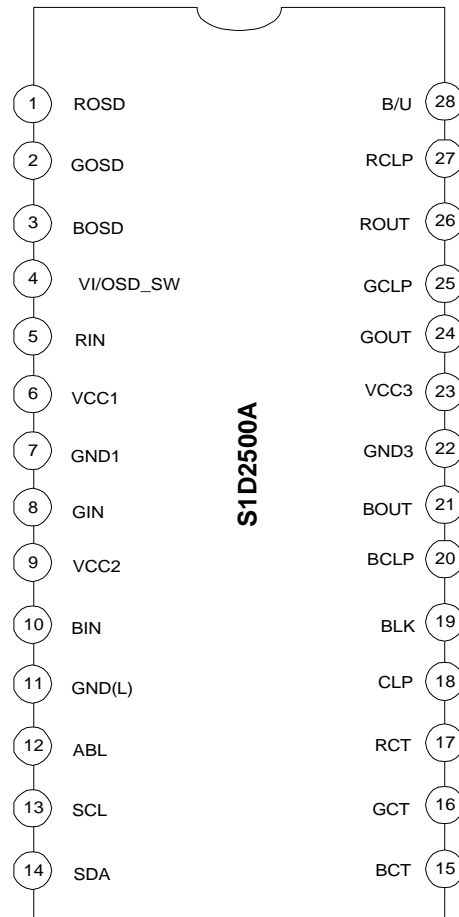 1 ROSD B/U 28
2 GOSD RCLP 27
3 BOSD ROUT 26
4 VI/OSD_SW GCLP 25
5 RIN GOUT 24
6 VCC1 VCC3 23
7 GND1 GND3 22
S1D2500A
8 GIN BOUT 21
9 VCC2 BCLP 20
10 BIN BLK 19
11 GND(L) CLP 18
12 ABL RCT 17
13 SCL GCT 16
14 SDA BCT 15